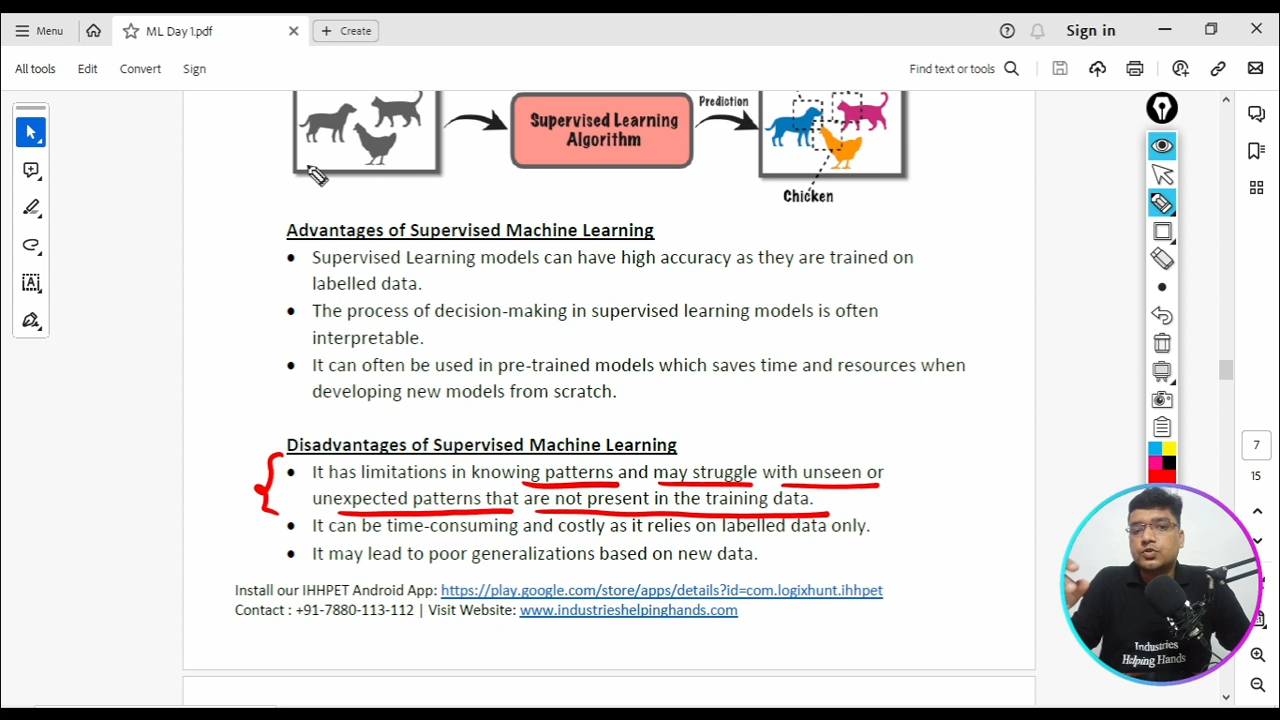 Menu
ML Day 1.pdf
Create
Sign in
All tools
Edit
Convert
Sign
Find text or tools
Supervised Learning
Algorithm
Prediction
Chicken
Advantages of Supervised Machine Learning
• Supervised Learning models can have high accuracy as they are trained on
labelled data.
• The process of decision-making in supervised learning models is often
interpretable.
• It can often be used in pre-trained models which saves time and resources when
developing new models from scratch.
Disadvantages of Supervised Machine Learning
• It has limitations in knowing patterns and may struggle with unseen or
unexpected patterns that are not present in the training data.
• It can be time-consuming and costly as it relies on labelled data only.
• It may lead to poor generalizations based on new data.
Install our IHHPET Android App: https://play.google.com/store/apps/details?id=com.logixhunt.ihhpet
Contact : +91-7880-113-112 | Visit Website: www.industrieshelpinghands.com
7
15
Industries
Helping Hands